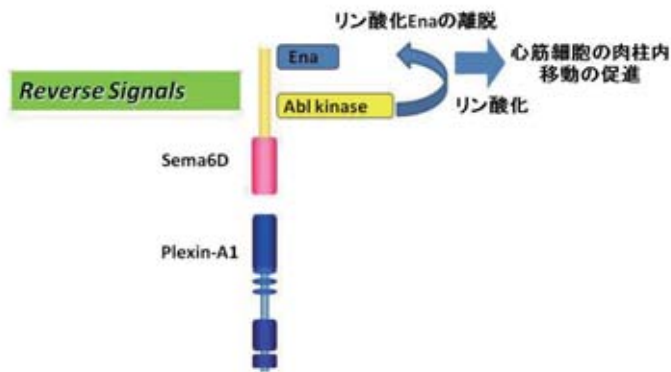 リン酸化Enaの離脱
Ena
心筋細胞の肉柱内
移動の促進
Reverse Signals
Abl kinase
リン酸化
Sema6D
Plexin-A1